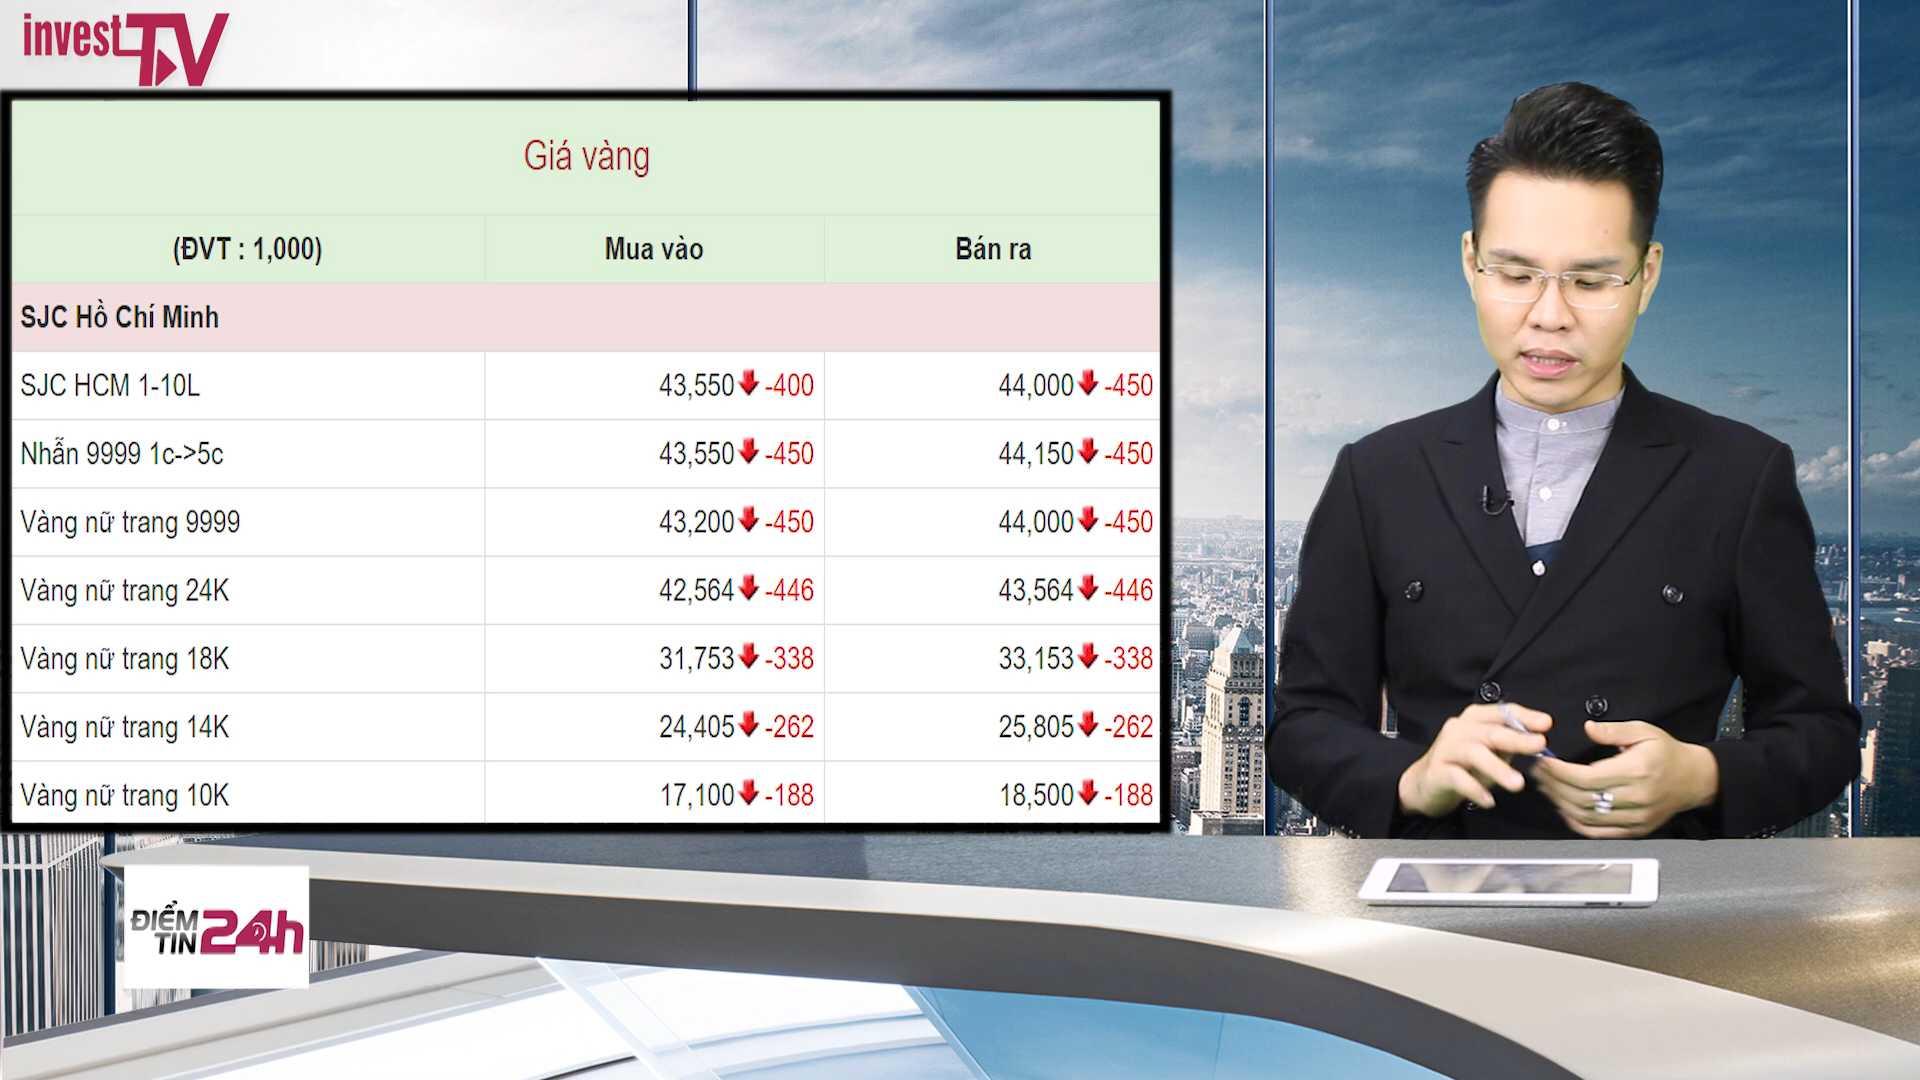 invest TV
Giá vàng
(ĐVT : 1,000) Mua vào Bán ra
SJC Hồ Chí Minh
SJC HCM 1-10L 43,550 -400 44,000 -450
Nhẫn 9999 1c->5c 43,550 -450 44,150 -450
Vàng nữ trang 9999 43,200 -450 44,000 -450
Vàng nữ trang 24K 42,564 -446 43,564 -446
Vàng nữ trang 18K 31,753 -338 33,153 -338
Vàng nữ trang 14K 24,405 -262 25,805 -262
Vàng nữ trang 10K 17,100 -188 18,500 -188
ĐIỂM
TIN 24h